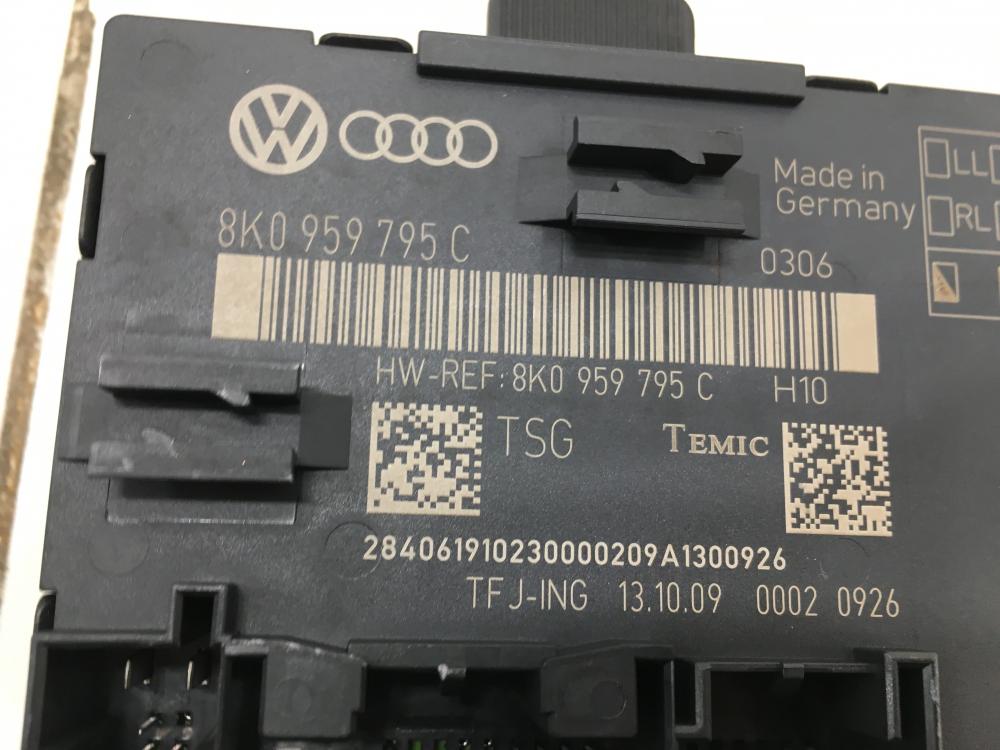 8K0 959 795 C
Made in
Germany
LL
RL
0306
HW-REF: 8K0 959 795 C H10
TSG TEMIC
284061910230000209A1300926
TFJ-ING 13.10.09 0002 0926